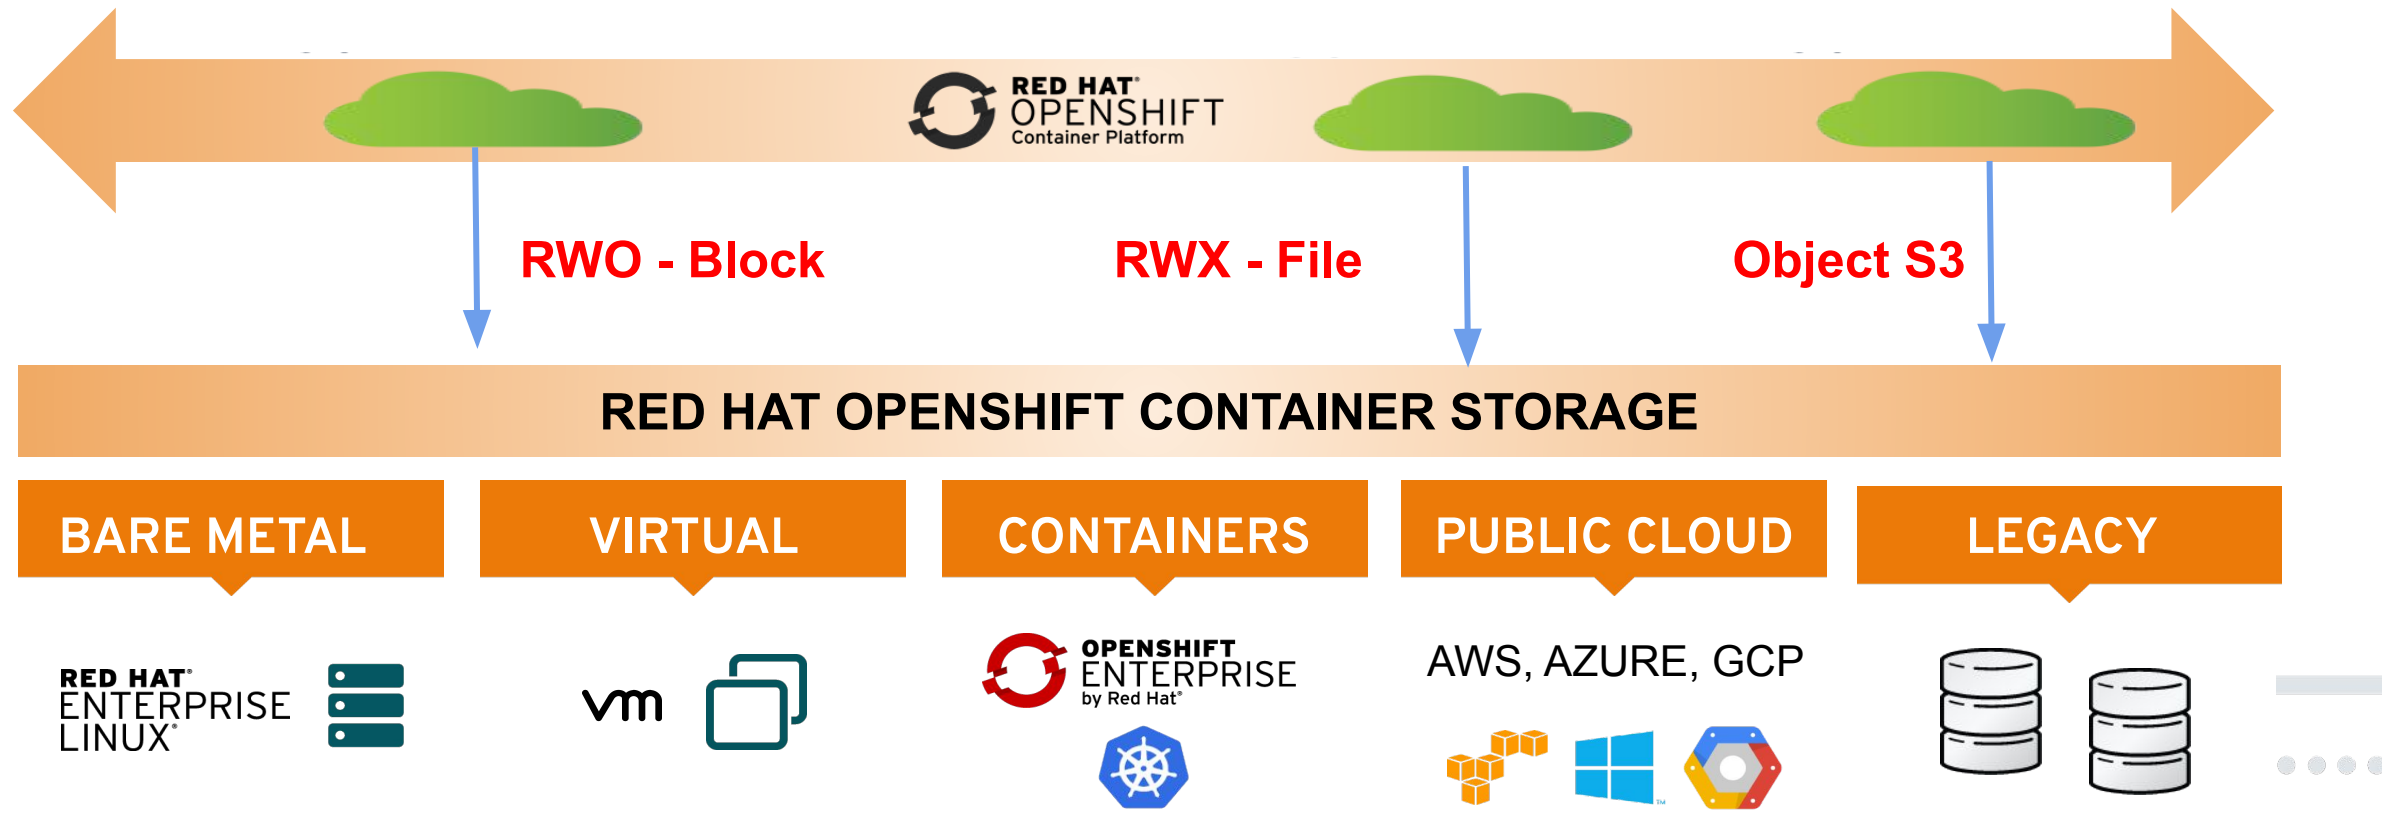 RED HAT®
OPENSHIFT
Container Platform
RWO - Block
RWX - File
Object S3
RED HAT OPENSHIFT CONTAINER STORAGE
BARE METAL
VIRTUAL
CONTAINERS
PUBLIC CLOUD
LEGACY
RED HAT®
ENTERPRISE
LINUX®
vm
OPENSHIFT
ENTERPRISE
by Red Hat®
AWS, AZURE, GCP
TM